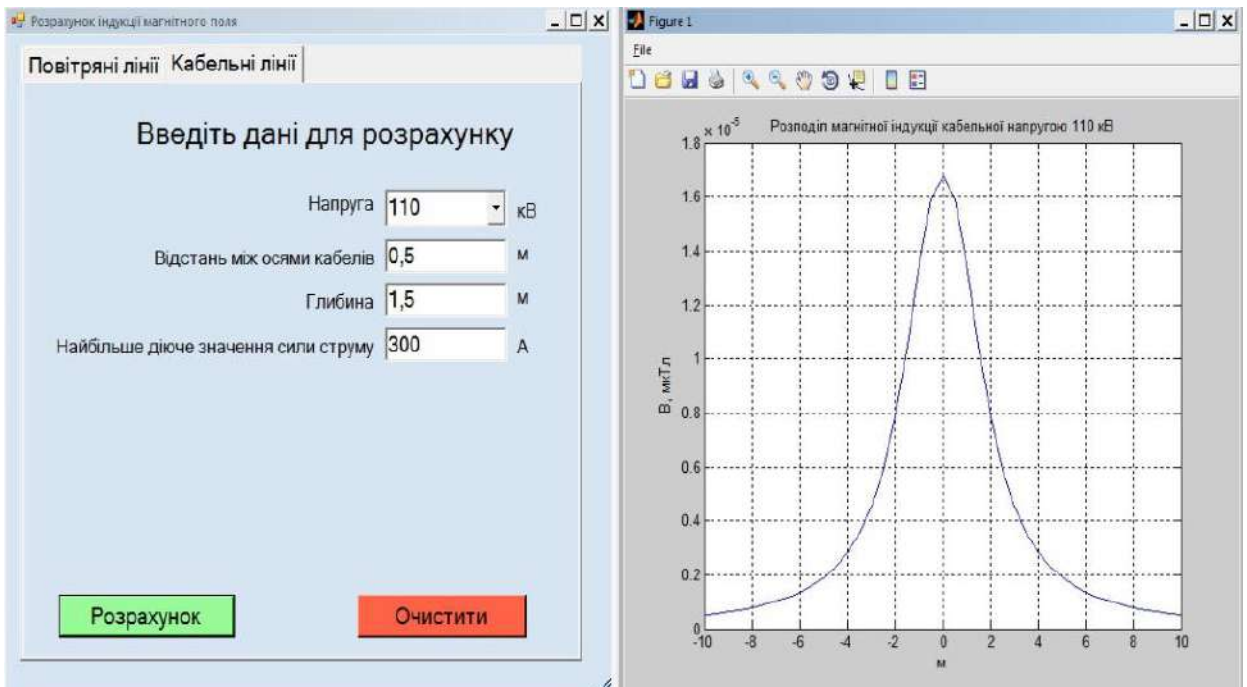 Розрахунок індукції магнітного поля
Повітряні лінії Кабельні лінії
Введіть дані для розрахунку
Напруга 110 кВ
Відстань між осями кабелів 0,5 м
Глибина 1,5 м
Найбільше діюче значення сили струму 300 А
Розрахунок Очистити
Figure 1
File
× 10⁻⁵ Розподіл магнітної індукції кабельної напругою 110 кВ
1.8
1.6
1.4
1.2
1
0.8
0.6
0.4
0.2
0
В, мкТл
-10 -8 -6 -4 -2 0 2 4 6 8 10
м